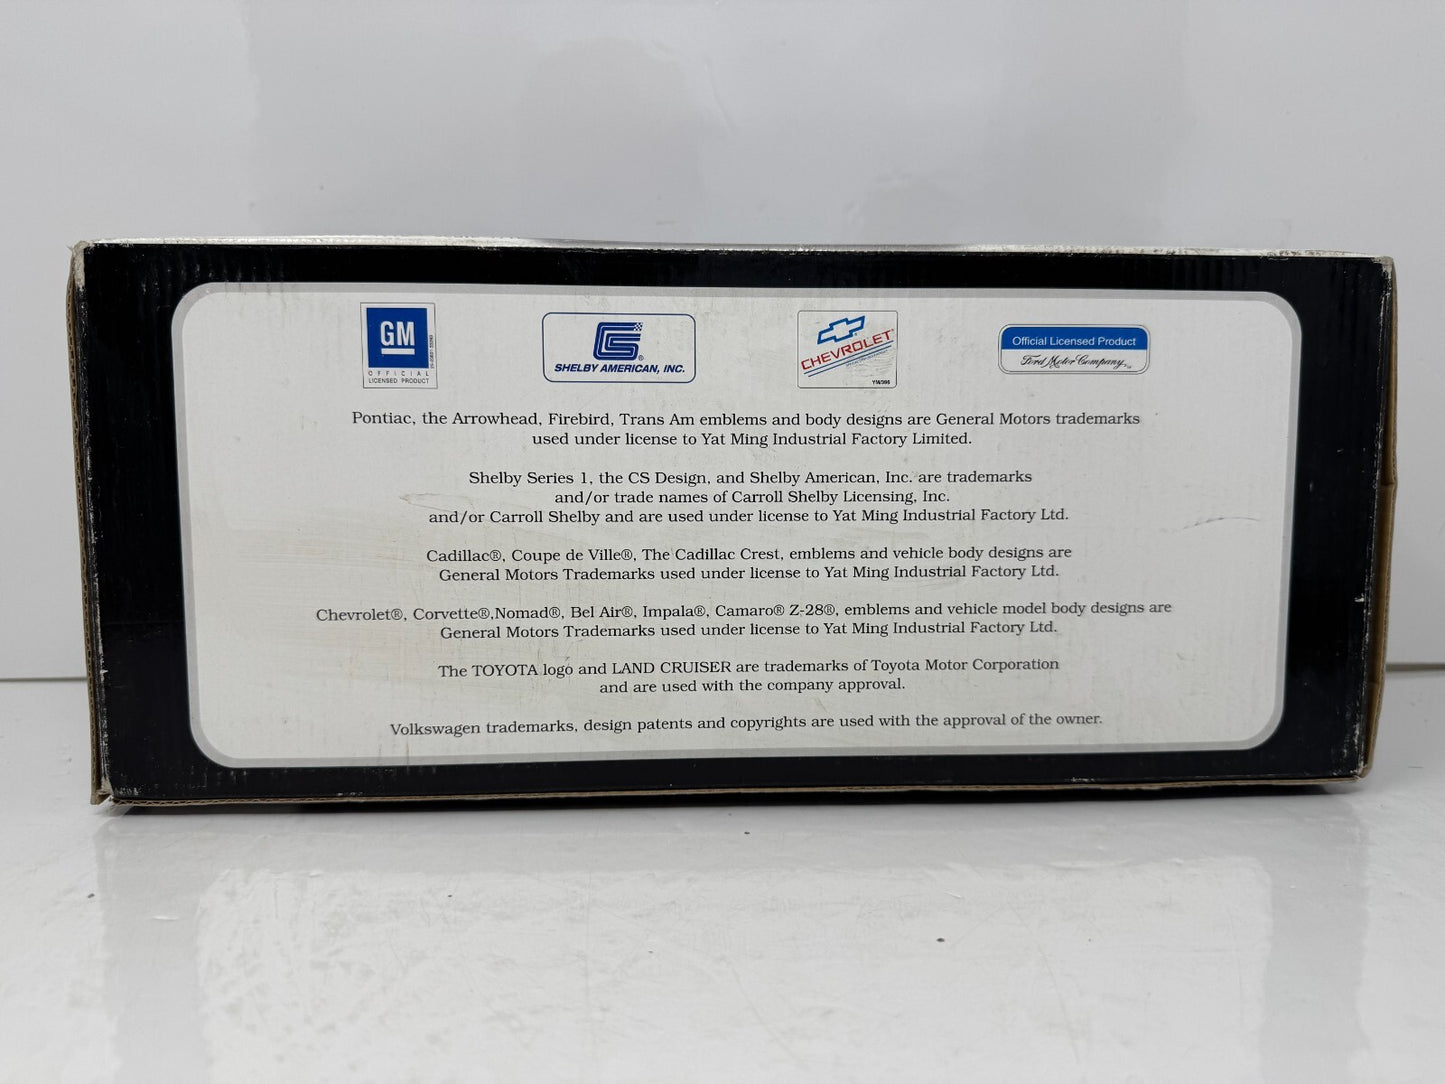 GM
OFFICIAL
LICENSED PRODUCT
SHELBY AMERICAN, INC.
CHEVROLET
YM/396
Official Licensed Product
Ford Motor Company
Pontiac, the Arrowhead, Firebird, Trans Am emblems and body designs are General Motors trademarks
used under license to Yat Ming Industrial Factory Limited.
Shelby Series 1, the CS Design, and Shelby American, Inc. are trademarks
and/or trade names of Carroll Shelby Licensing, Inc.
and/or Carroll Shelby and are used under license to Yat Ming Industrial Factory Ltd.
Cadillac®, Coupe de Ville®, The Cadillac Crest, emblems and vehicle body designs are
General Motors Trademarks used under license to Yat Ming Industrial Factory Ltd.
Chevrolet®, Corvette®,Nomad®, Bel Air®, Impala®, Camaro® Z-28®, emblems and vehicle model body designs are
General Motors Trademarks used under license to Yat Ming Industrial Factory Ltd.
The TOYOTA logo and LAND CRUISER are trademarks of Toyota Motor Corporation
and are used with the company approval.
Volkswagen trademarks, design patents and copyrights are used with the approval of the owner.